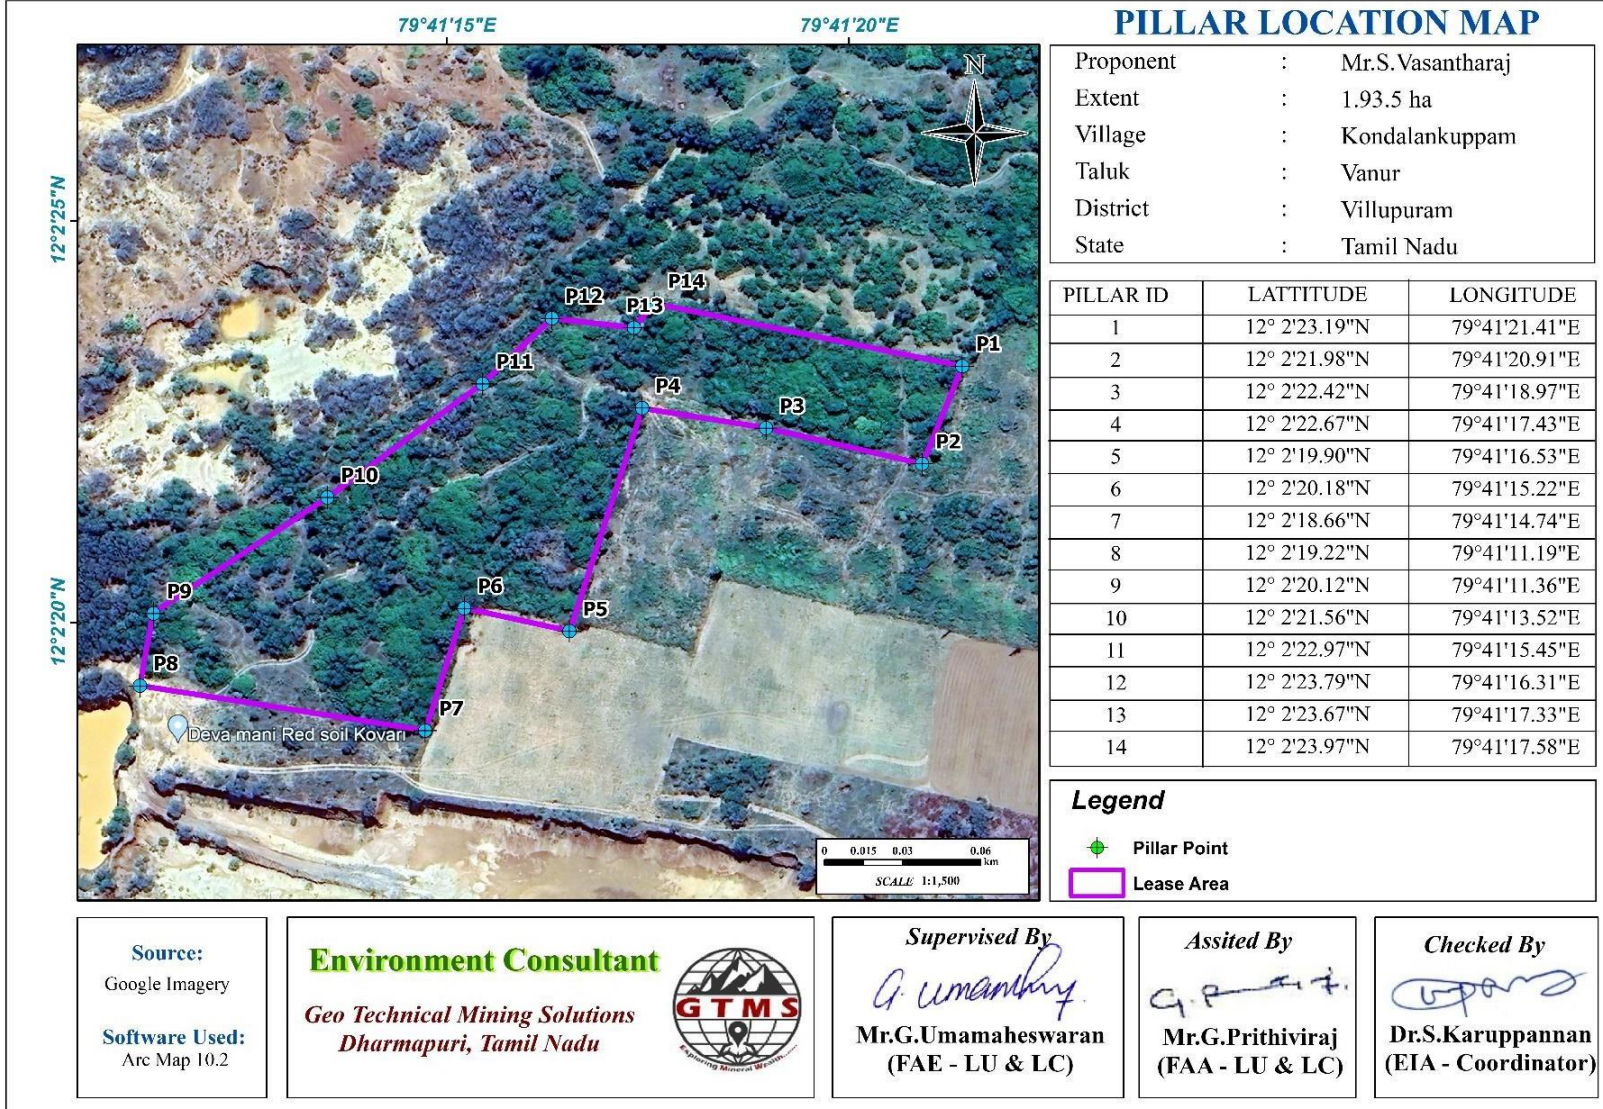 79°41'15"E
79°41'20"E
PILLAR LOCATION MAP
Proponent : Mr.S.Vasantharaj
Extent : 1.93.5 ha
Village : Kondalankuppam
Taluk : Vanur
District : Villupuram
State : Tamil Nadu
12°2'25"N
12°2'20"N
N
P14
P12
P13
P1
P11
P4
P3
P2
P10
P9
P6
P5
P8
P7
Deva mani Red soil Kovari
0 0.015 0.03 0.06
km
SCALE 1:1,500
PILLAR ID LATTITUDE LONGITUDE
1 12° 2'23.19"N 79°41'21.41"E
2 12° 2'21.98"N 79°41'20.91"E
3 12° 2'22.42"N 79°41'18.97"E
4 12° 2'22.67"N 79°41'17.43"E
5 12° 2'19.90"N 79°41'16.53"E
6 12° 2'20.18"N 79°41'15.22"E
7 12° 2'18.66"N 79°41'14.74"E
8 12° 2'19.22"N 79°41'11.19"E
9 12° 2'20.12"N 79°41'11.36"E
10 12° 2'21.56"N 79°41'13.52"E
11 12° 2'22.97"N 79°41'15.45"E
12 12° 2'23.79"N 79°41'16.31"E
13 12° 2'23.67"N 79°41'17.33"E
14 12° 2'23.97"N 79°41'17.58"E
Legend
Pillar Point
Lease Area
Source:
Google Imagery
Software Used:
Arc Map 10.2
Environment Consultant
Geo Technical Mining Solutions
Dharmapuri, Tamil Nadu
GTMS
Exploring Mineral Wealth......
Supervised By
Mr.G.Umamaheswaran
(FAE - LU & LC)
Assited By
Mr.G.Prithiviraj
(FAA - LU & LC)
Checked By
Dr.S.Karuppannan
(EIA - Coordinator)